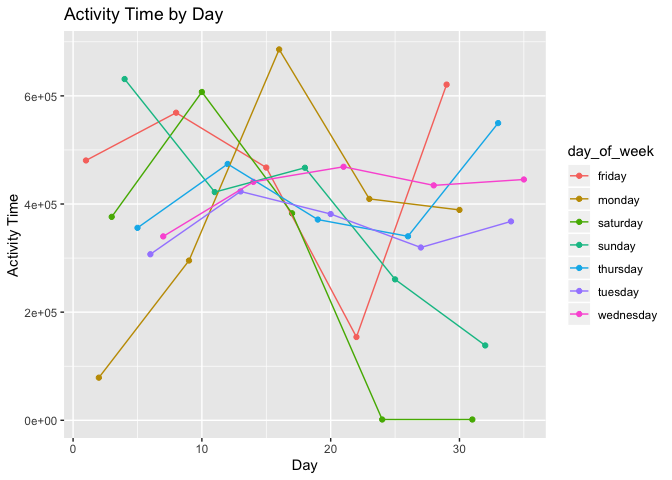 Activity Time by Day
Activity Time
6e+05
4e+05
2e+05
0e+00
0
10
20
30
Day
day_of_week
friday
monday
saturday
sunday
thursday
tuesday
wednesday